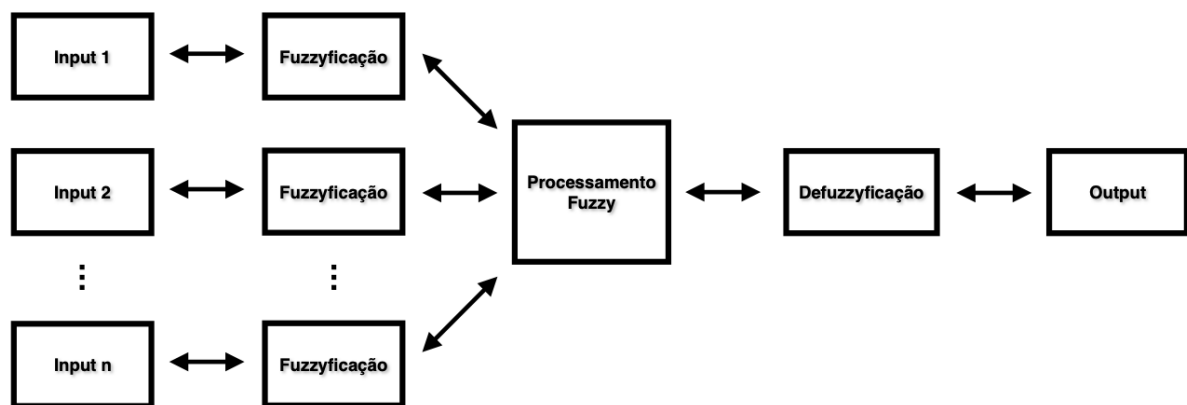 Input 1
Fuzzyficação
Input 2
Fuzzyficação
Processamento
Fuzzy
Defuzzyficação
Output
Input n
Fuzzyficação